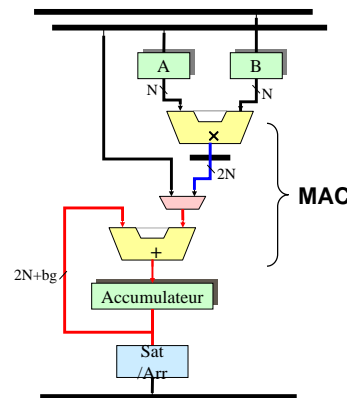 A
B
N
N
×
2N
MAC
+
2N+bg
Accumulateur
Sat
/Arr